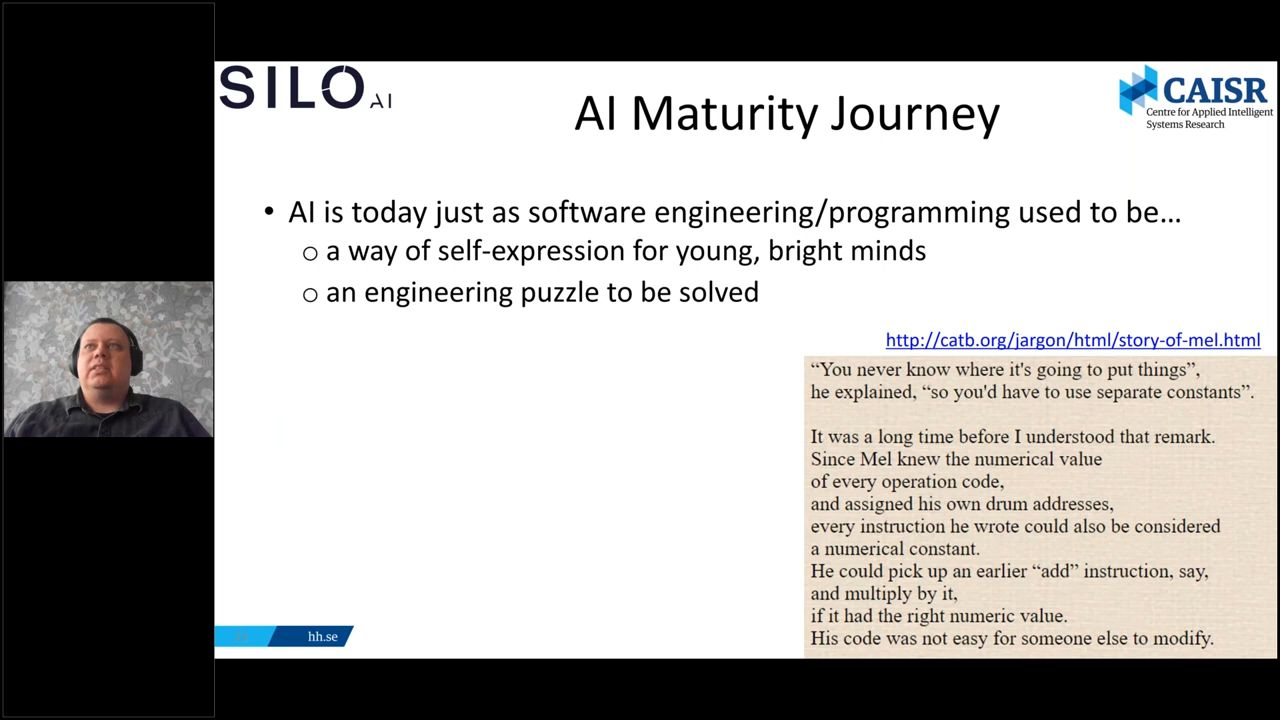 SILO AI
CAISR
Centre for Applied Intelligent
Systems Research
AI Maturity Journey
• AI is today just as software engineering/programming used to be…
o a way of self-expression for young, bright minds
o an engineering puzzle to be solved
http://catb.org/jargon/html/story-of-mel.html
“You never know where it's going to put things”,
he explained, “so you'd have to use separate constants”.
It was a long time before I understood that remark.
Since Mel knew the numerical value
of every operation code,
and assigned his own drum addresses,
every instruction he wrote could also be considered
a numerical constant.
He could pick up an earlier “add” instruction, say,
and multiply by it,
if it had the right numeric value.
His code was not easy for someone else to modify.
hh.se